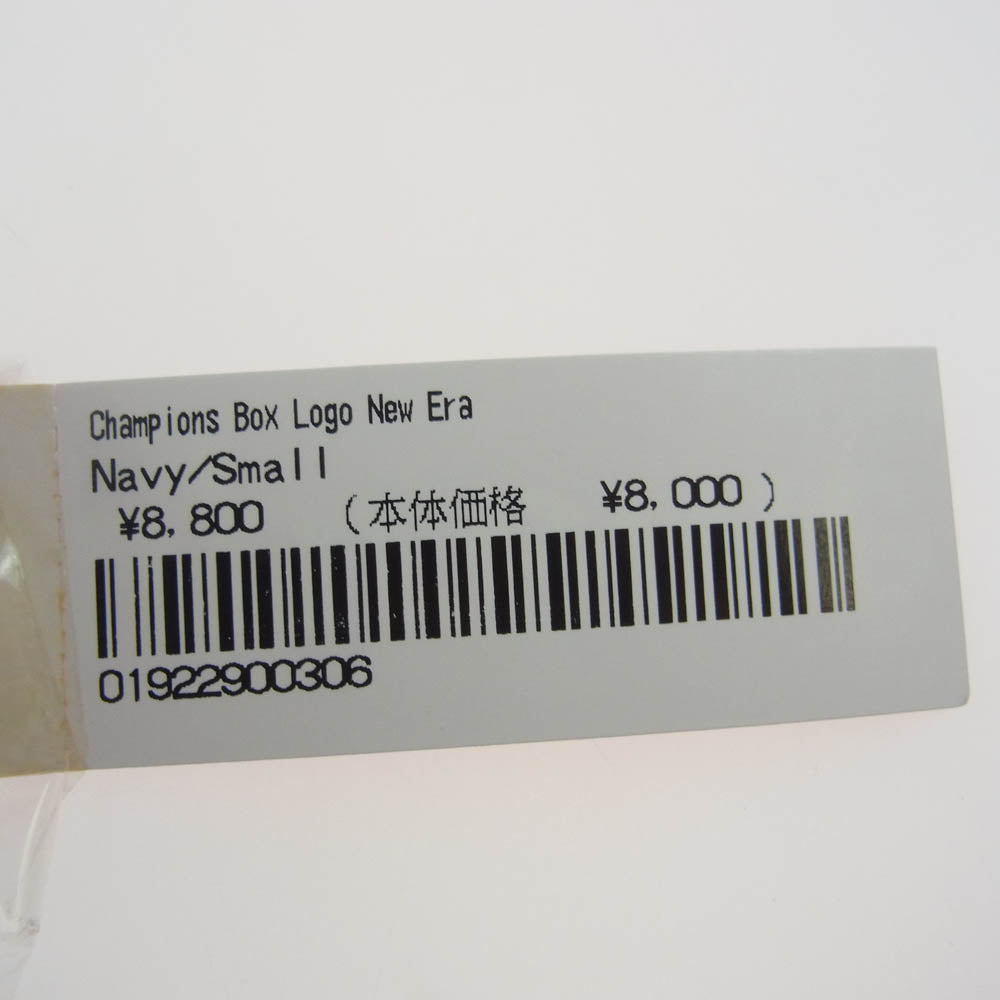 Champions Box Logo New Era
Navy/Small
¥8,800 (本体価格 ¥8,000)
01922900306